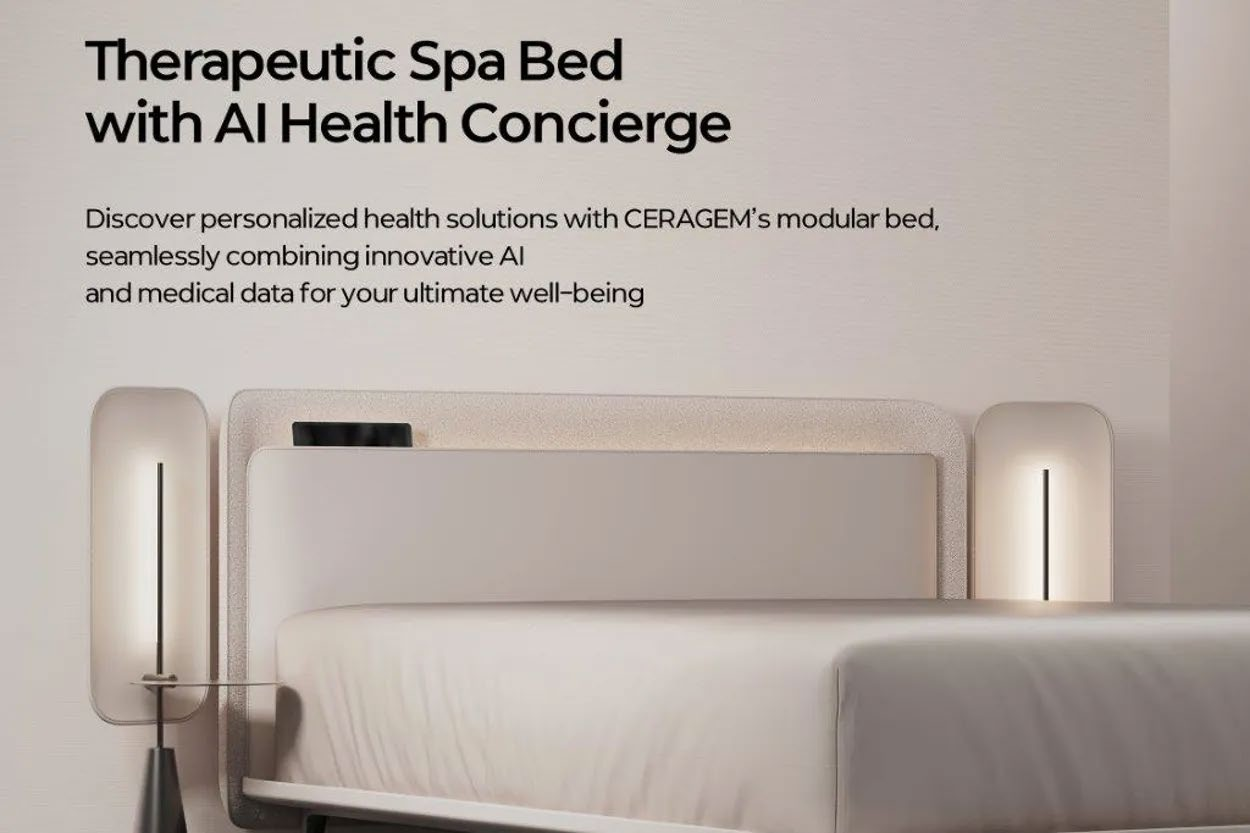 Therapeutic Spa Bed
with AI Health Concierge
Discover personalized health solutions with CERAGEM's modular bed,
seamlessly combining innovative AI
and medical data for your ultimate well-being